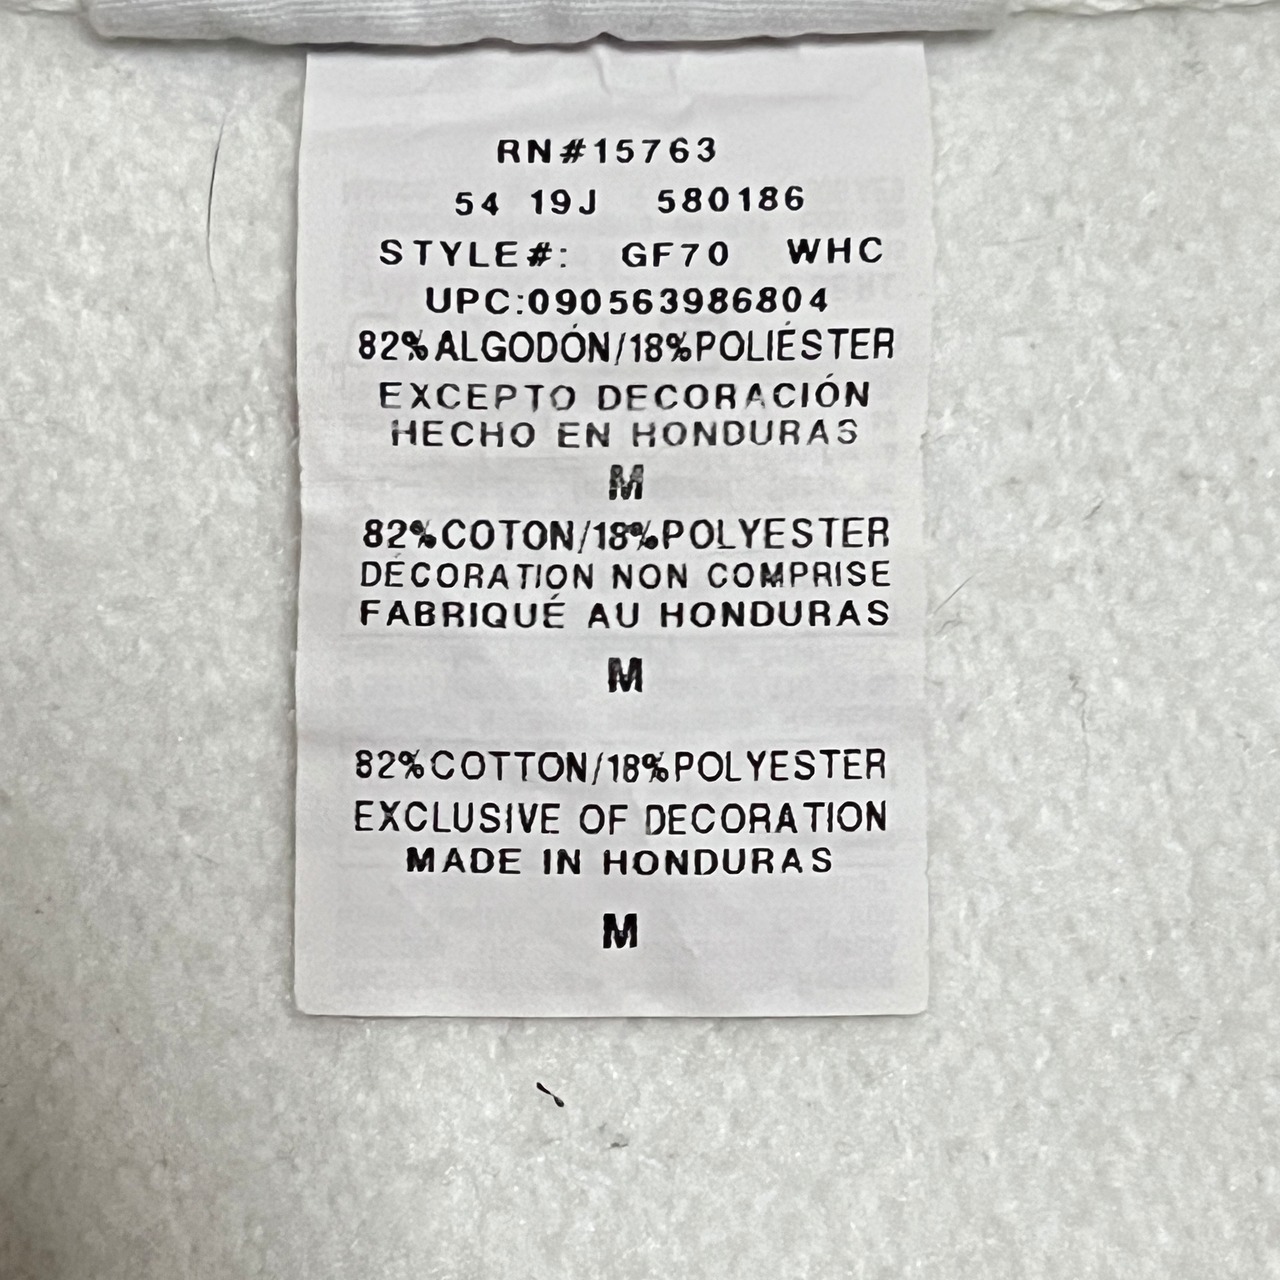 RN#15763
54 19J 580186
STYLE#: GF70 WHC
UPC:090563986804
82%ALGODÓN/18%POLIÉSTER
EXCEPTO DECORACIÓN
HECHO EN HONDURAS
M
82%COTON/18%POLYESTER
DÉCORATION NON COMPRISE
FABRIQUÉ AU HONDURAS
M
82%COTTON/18%POLYESTER
EXCLUSIVE OF DECORATION
MADE IN HONDURAS
M